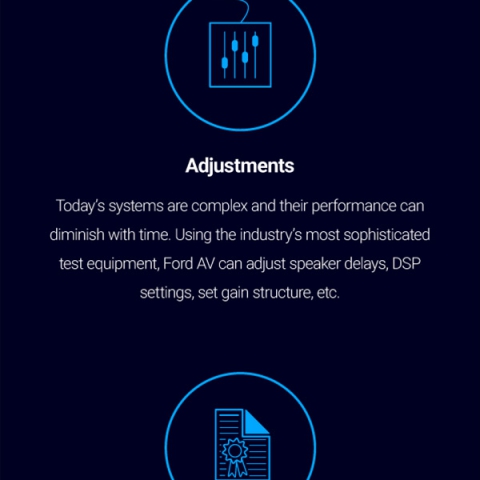 Adjustments
Today’s systems are complex and their performance can
diminish with time. Using the industry’s most sophisticated
test equipment, Ford AV can adjust speaker delays, DSP
settings, set gain structure, etc.